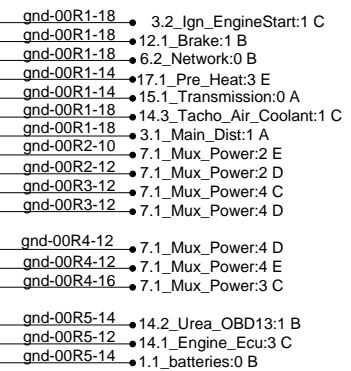 gnd-00R1-18 3.2_Ign_EngineStart:1 C
gnd-00R1-18 12.1_Brake:1 B
gnd-00R1-18 6.2_Network:0 B
gnd-00R1-14 17.1_Pre_Heat:3 E
gnd-00R1-14 15.1_Transmission:0 A
gnd-00R1-18 14.3_Tacho_Air_Coolant:1 C
gnd-00R1-18 3.1_Main_Dist:1 A
gnd-00R2-10 7.1_Mux_Power:2 E
gnd-00R2-12 7.1_Mux_Power:2 D
gnd-00R3-12 7.1_Mux_Power:4 C
gnd-00R3-12 7.1_Mux_Power:4 D
gnd-00R4-12 7.1_Mux_Power:4 D
gnd-00R4-12 7.1_Mux_Power:4 E
gnd-00R4-16 7.1_Mux_Power:3 C
gnd-00R5-14 14.2_Urea_OBD13:1 B
gnd-00R5-12 14.1_Engine_Ecu:3 C
gnd-00R5-14 1.1_batteries:0 B